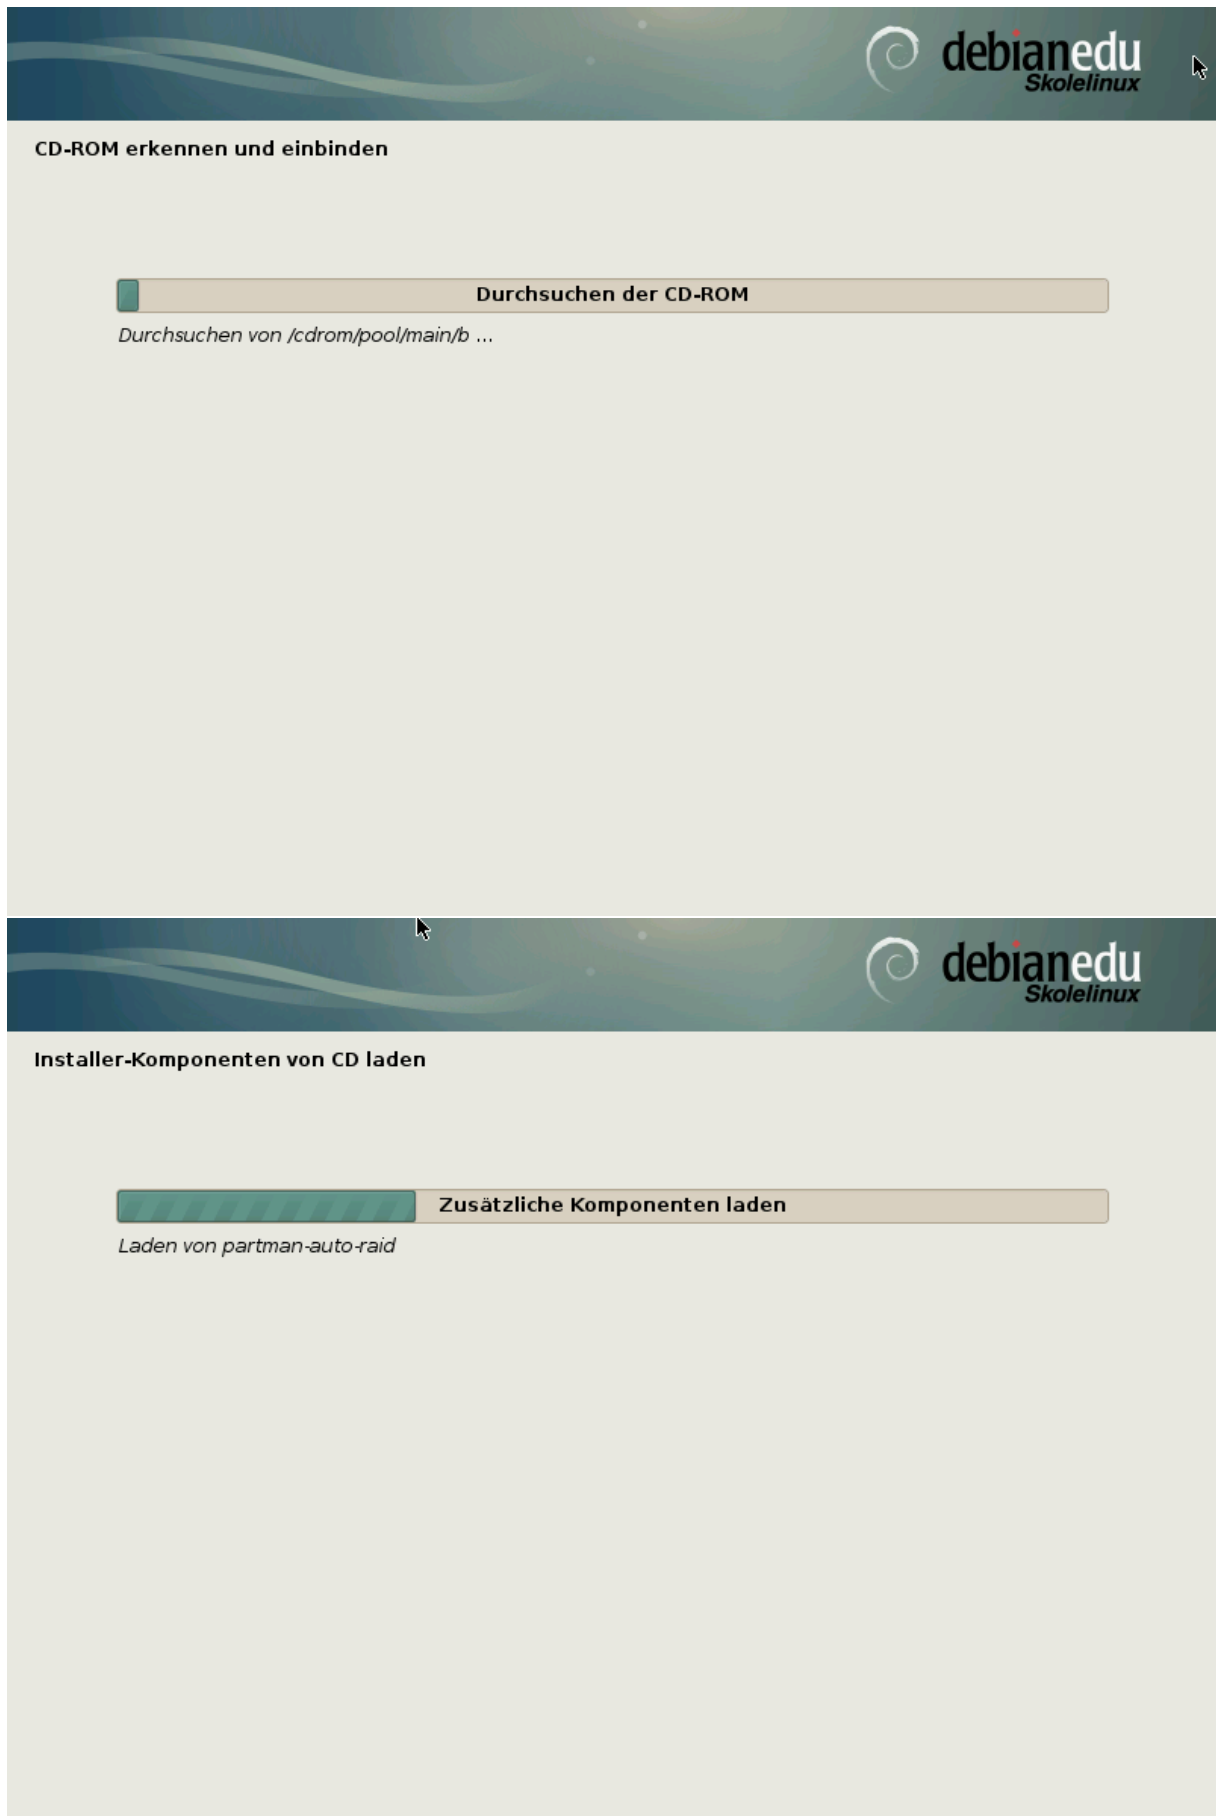 debianedu
Skolelinux
CD-ROM erkennen und einbinden
Durchsuchen der CD-ROM
Durchsuchen von /cdrom/pool/main/b ...
debianedu
Skolelinux
Installer-Komponenten von CD laden
Zusätzliche Komponenten laden
Laden von partman-auto-raid